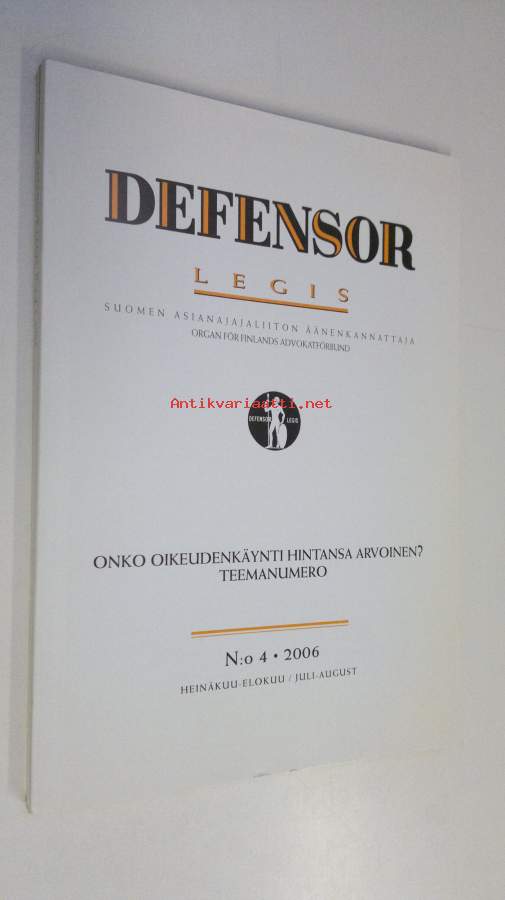 DEFENSOR
LEGIS
SUOMEN ASIANAJAJALIITON ÄÄNENKANNATTAJA
ORGAN FÖR FINLANDS ADVOKATFÖRBUND
Antikvariaatti.net
DEFENSOR LEGIS
ONKO OIKEUDENKÄYNTI HINTANSA ARVOINEN?
TEEMANUMERO
N:o 4 • 2006
HEINÄKUU-ELOKUU / JULI-AUGUST